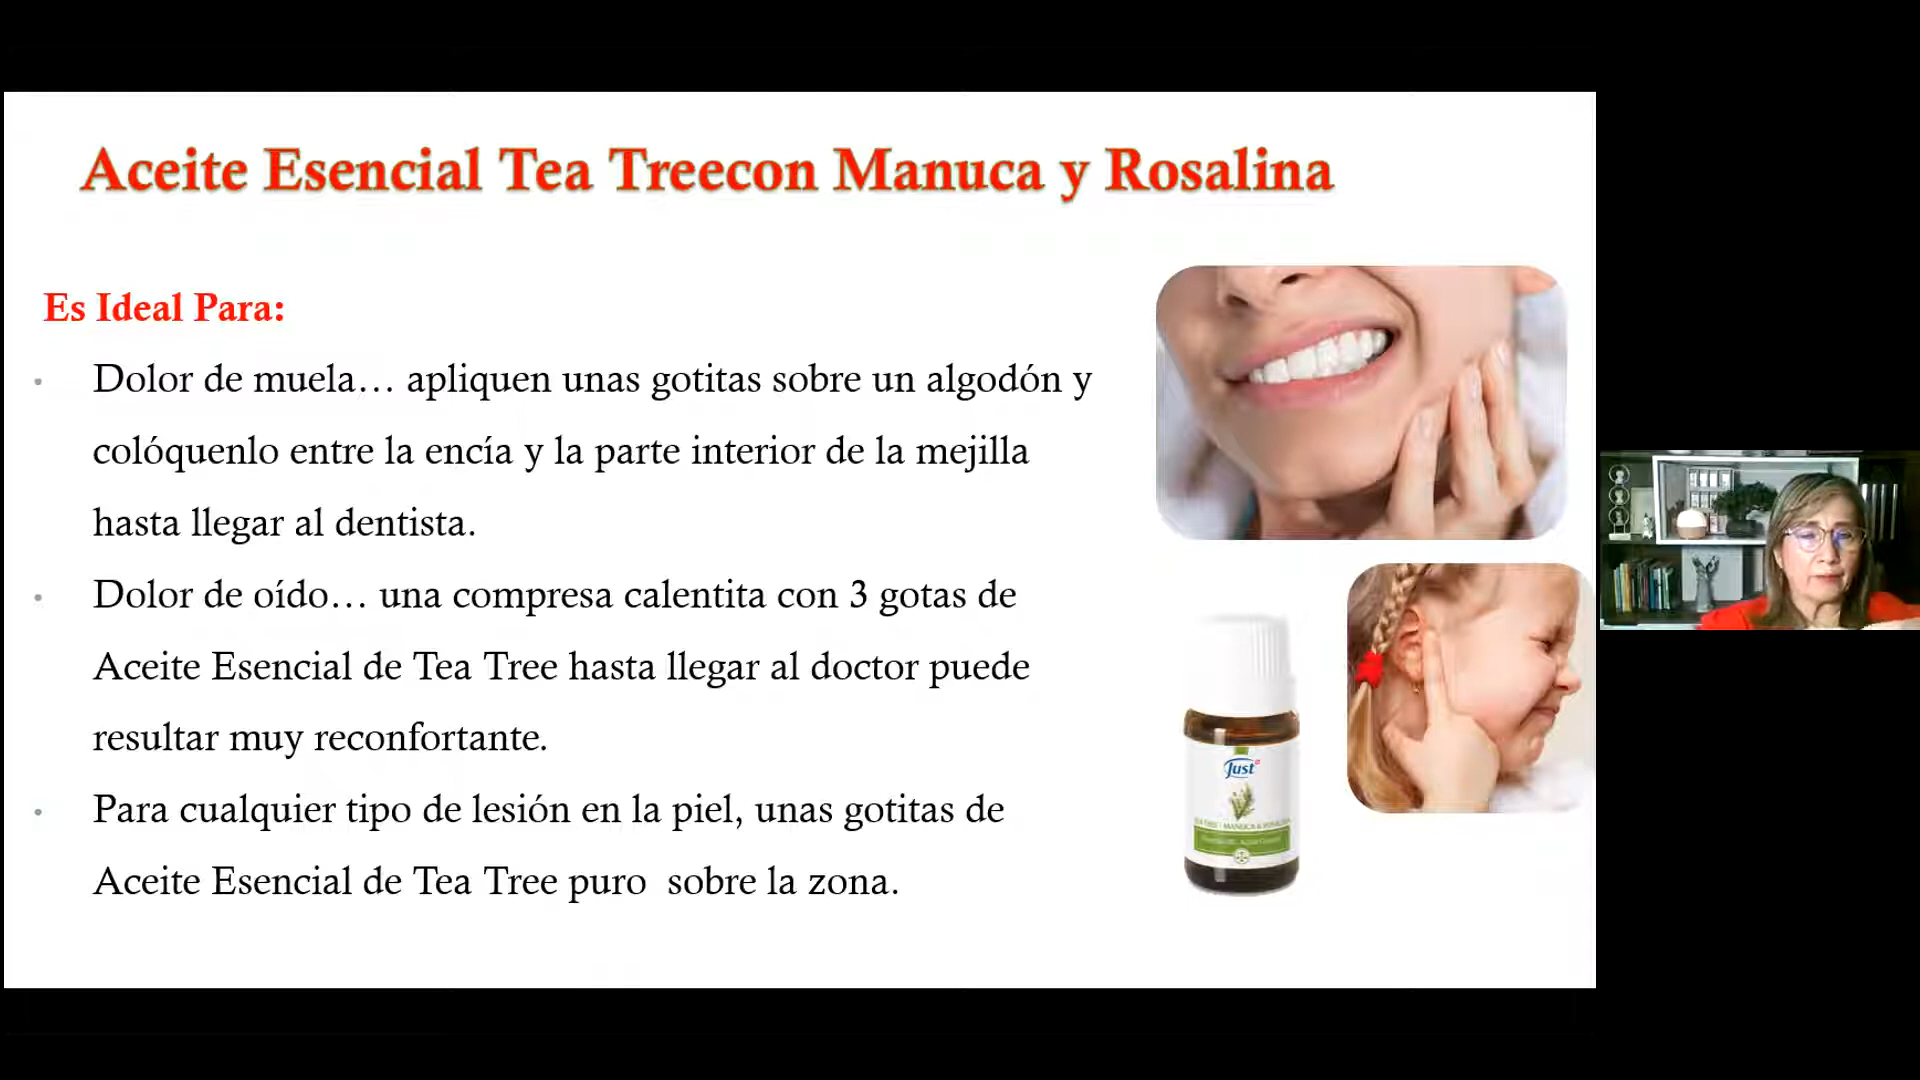 Aceite Esencial Tea Treecon Manuca y Rosalina
Es Ideal Para:
• Dolor de muela… apliquen unas gotitas sobre un algodón y
colóquenlo entre la encía y la parte interior de la mejilla
hasta llegar al dentista.
• Dolor de oído… una compresa calentita con 3 gotas de
Aceite Esencial de Tea Tree hasta llegar al doctor puede
resultar muy reconfortante.
• Para cualquier tipo de lesión en la piel, unas gotitas de
Aceite Esencial de Tea Tree puro  sobre la zona.
Just